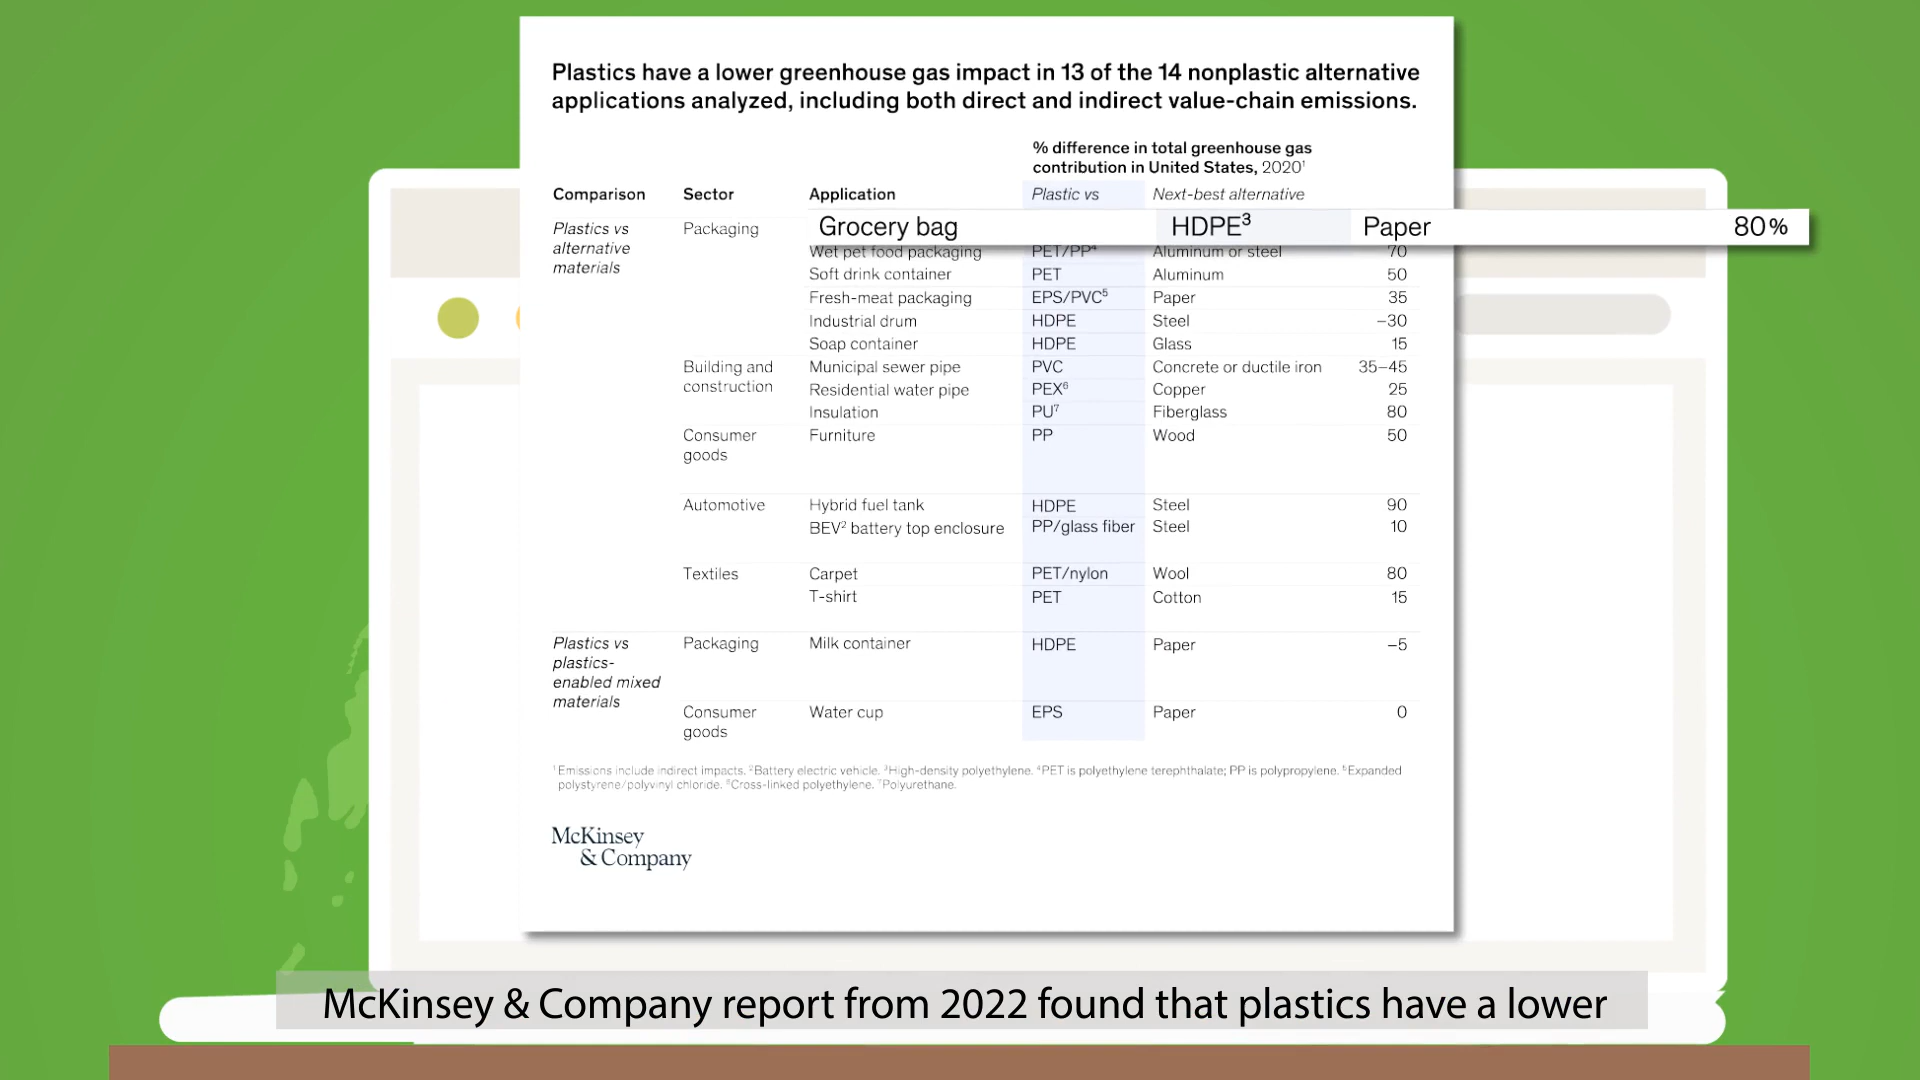 Plastics have a lower greenhouse gas impact in 13 of the 14 nonplastic alternative
applications analyzed, including both direct and indirect value-chain emissions.
% difference in total greenhouse gas
contribution in United States, 2020¹
Comparison Sector Application Plastic vs Next-best alternative
Plastics vs
alternative
materials
Packaging
Grocery bag HDPE³ Paper 80%
Wet pet food packaging PET/PP⁴ Aluminum or steel 70
Soft drink container PET Aluminum 50
Fresh-meat packaging EPS/PVC⁵ Paper 35
Industrial drum HDPE Steel –30
Soap container HDPE Glass 15
Building and
construction
Municipal sewer pipe PVC Concrete or ductile iron 35–45
Residential water pipe PEX⁶ Copper 25
Insulation PU⁷ Fiberglass 80
Consumer
goods
Furniture PP Wood 50
Automotive Hybrid fuel tank HDPE Steel 90
BEV² battery top enclosure PP/glass fiber Steel 10
Textiles Carpet PET/nylon Wool 80
T-shirt PET Cotton 15
Plastics vs
plastics-
enabled mixed
materials
Packaging Milk container HDPE Paper –5
Consumer
goods
Water cup EPS Paper 0
¹Emissions include indirect impacts. ²Battery electric vehicle. ³High-density polyethylene. ⁴PET is polyethylene terephthalate; PP is polypropylene. ⁵Expanded
polystyrene/polyvinyl chloride. ⁶Cross-linked polyethylene. ⁷Polyurethane.
McKinsey
& Company
McKinsey & Company report from 2022 found that plastics have a lower